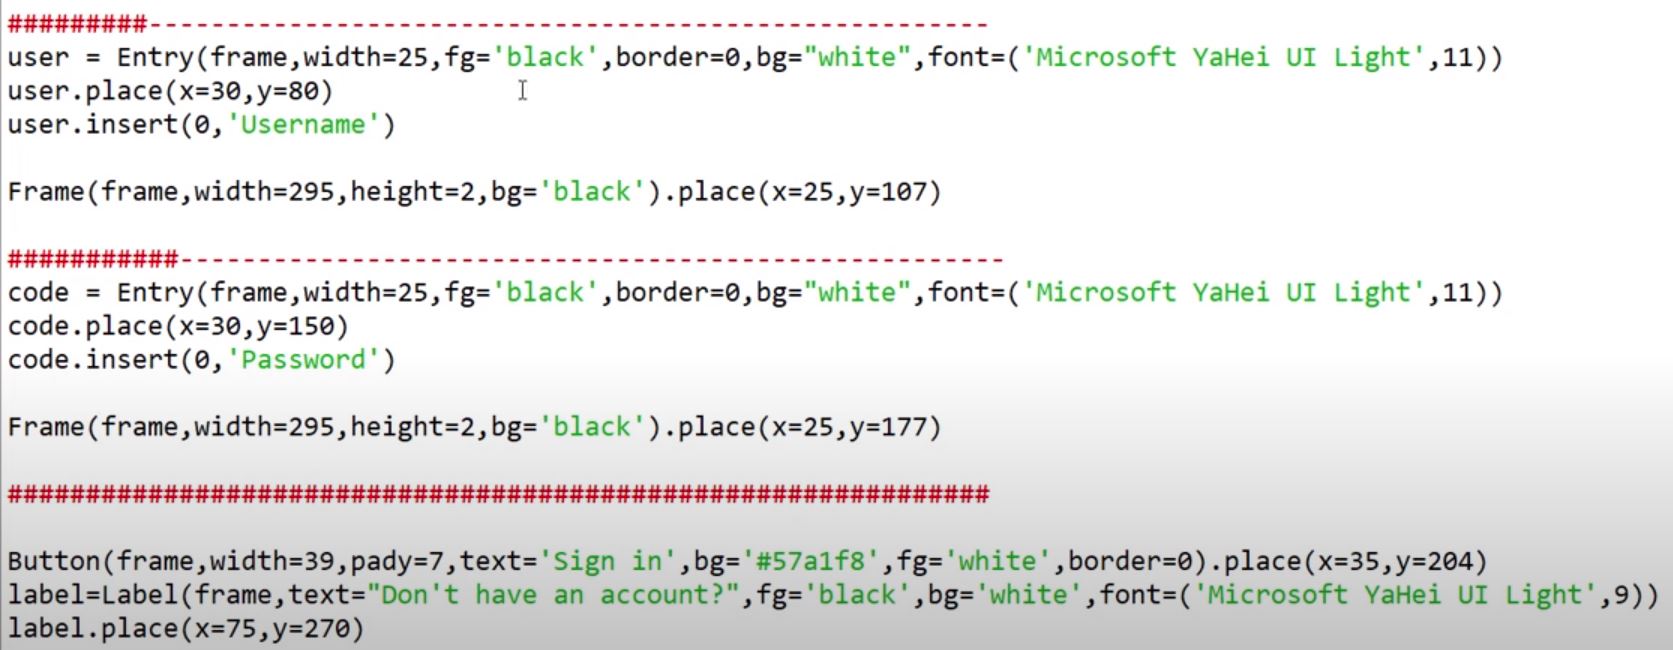 #########------------------------------------------------------
user = Entry(frame,width=25,fg='black',border=0,bg="white",font=('Microsoft YaHei UI Light',11))
user.place(x=30,y=80)
user.insert(0,'Username')
Frame(frame,width=295,height=2,bg='black').place(x=25,y=107)
###########-----------------------------------------------------
code = Entry(frame,width=25,fg='black',border=0,bg="white",font=('Microsoft YaHei UI Light',11))
code.place(x=30,y=150)
code.insert(0,'Password')
Frame(frame,width=295,height=2,bg='black').place(x=25,y=177)
###############################################################
Button(frame,width=39,pady=7,text='Sign in',bg='#57a1f8',fg='white',border=0).place(x=35,y=204)
label=Label(frame,text="Don't have an account?",fg='black',bg='white',font=('Microsoft YaHei UI Light',9))
label.place(x=75,y=270)